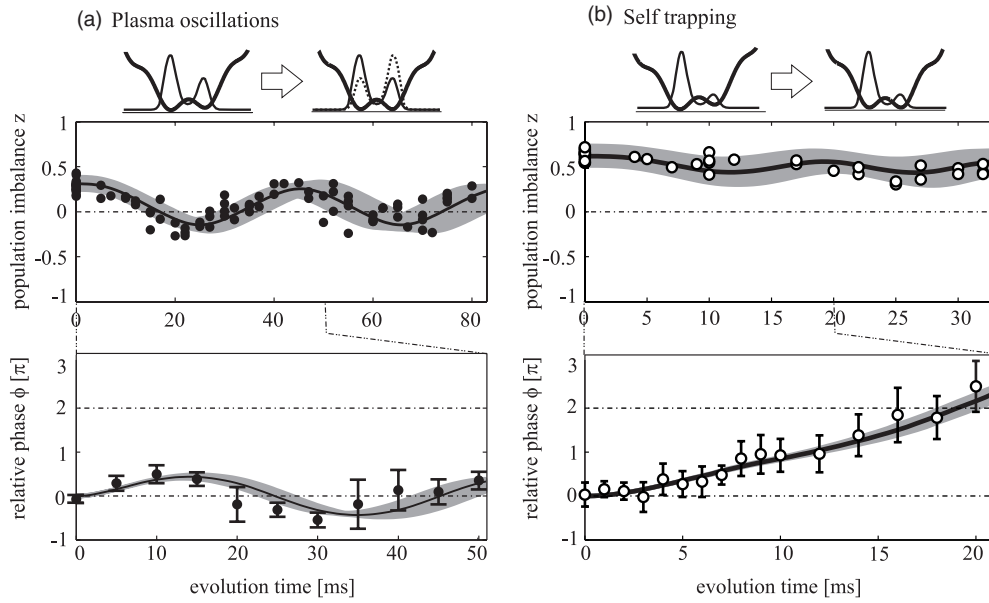 (a) Plasma oscillations
(b) Self trapping
population imbalance z
1
0.5
0
-0.5
-1
0 20 40 60 80
population imbalance z
1
0.5
0
-0.5
-1
0 5 10 15 20 25 30
relative phase ϕ [π]
3
2
1
0
-1
0 10 20 30 40 50
evolution time [ms]
relative phase ϕ [π]
3
2
1
0
-1
0 5 10 15 20
evolution time [ms]